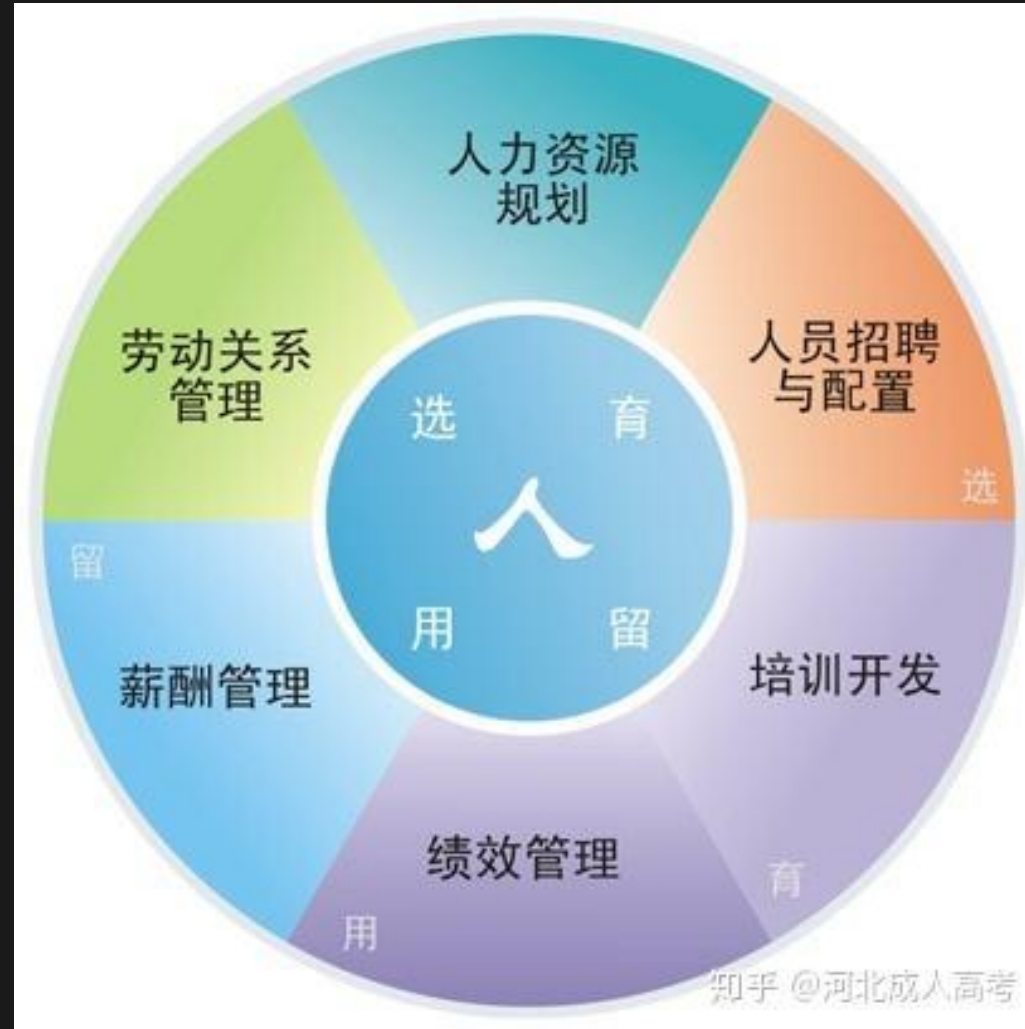 人力资源
规划
人员招聘
与配置
选
培训开发
育
绩效管理
用
薪酬管理
留
劳动关系
管理
选 育
人
用 留
知乎 @河北成人高考